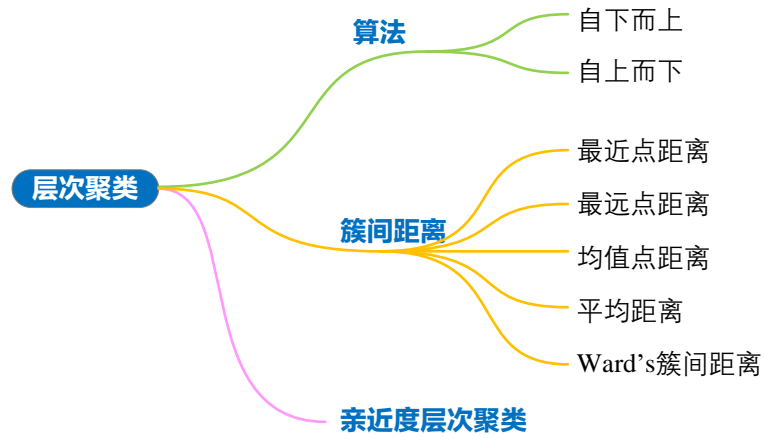 层次聚类
算法
自下而上
自上而下
簇间距离
最近点距离
最远点距离
均值点距离
平均距离
Ward's簇间距离
亲近度层次聚类